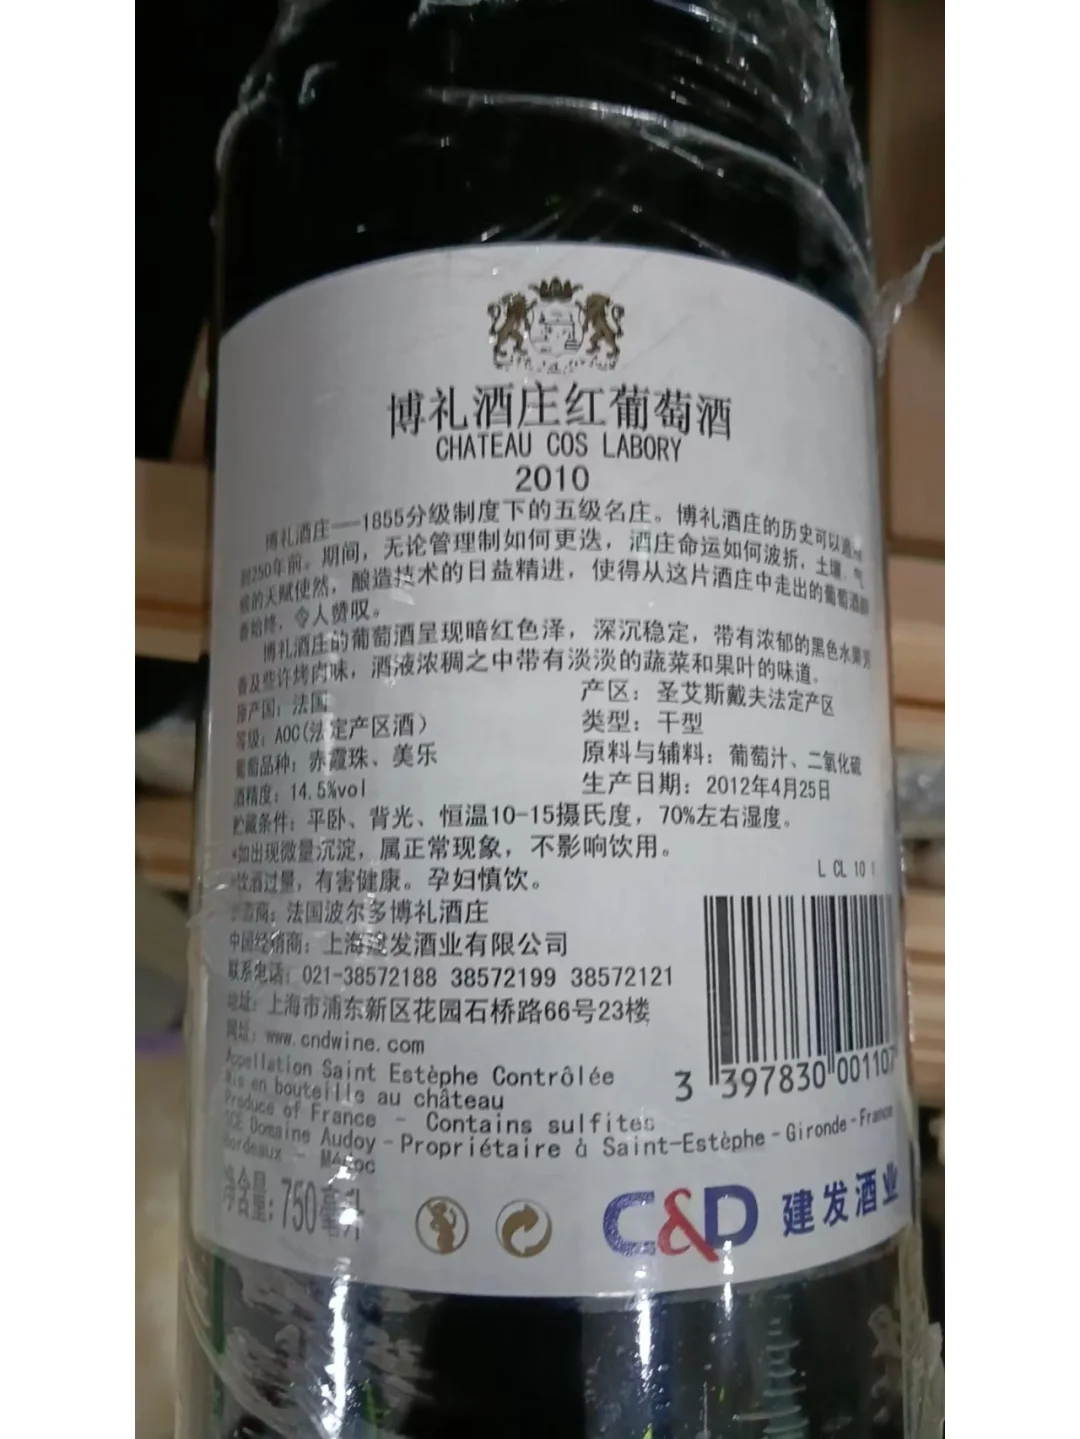 博礼酒庄红葡萄酒
CHATEAU COS LABORY
2010
博礼酒庄——1855分级制度下的五级名庄。博礼酒庄的历史可以追
到250年前。期间，无论管理制如何更迭，酒庄命运如何波折，土壤、气
候的天赋使然，酿造技术的日益精进，使得从这片酒庄中走出的葡萄酒
香始终，令人赞叹。
博礼酒庄的葡萄酒呈现暗红色泽，深沉稳定，带有浓郁的黑色水果芳
香及些许烤肉味，酒液浓稠之中带有淡淡的蔬菜和果叶的味道。
原产国：法国 产区：圣艾斯戴夫法定产区
等级：AOC(法定产区酒） 类型：干型
葡萄品种：赤霞珠、美乐 原料与辅料：葡萄汁、二氧化硫
酒精度：14.5%vol 生产日期：2012年4月25日
贮藏条件：平卧、背光、恒温10-15摄氏度，70%左右湿度。
*如出现微量沉淀，属正常现象，不影响饮用。
*饮酒过量，有害健康。孕妇慎饮。
L CL 10 1
制造商：法国波尔多博礼酒庄
中国经销商：上海建发酒业有限公司
联系电话：021-38572188 38572199 38572121
地址：上海市浦东新区花园石桥路66号23楼
网址：www.cndwine.com
Appellation Saint Estèphe Contrôlée
Mis en bouteille au château
Produce of France - Contains sulfites
SCE Domaine Audoy - Propriétaire à Saint-Estèphe - Gironde - France
Bordeaux - Médoc
3 397830 001107
净含量：750毫升
C&D 建发酒业